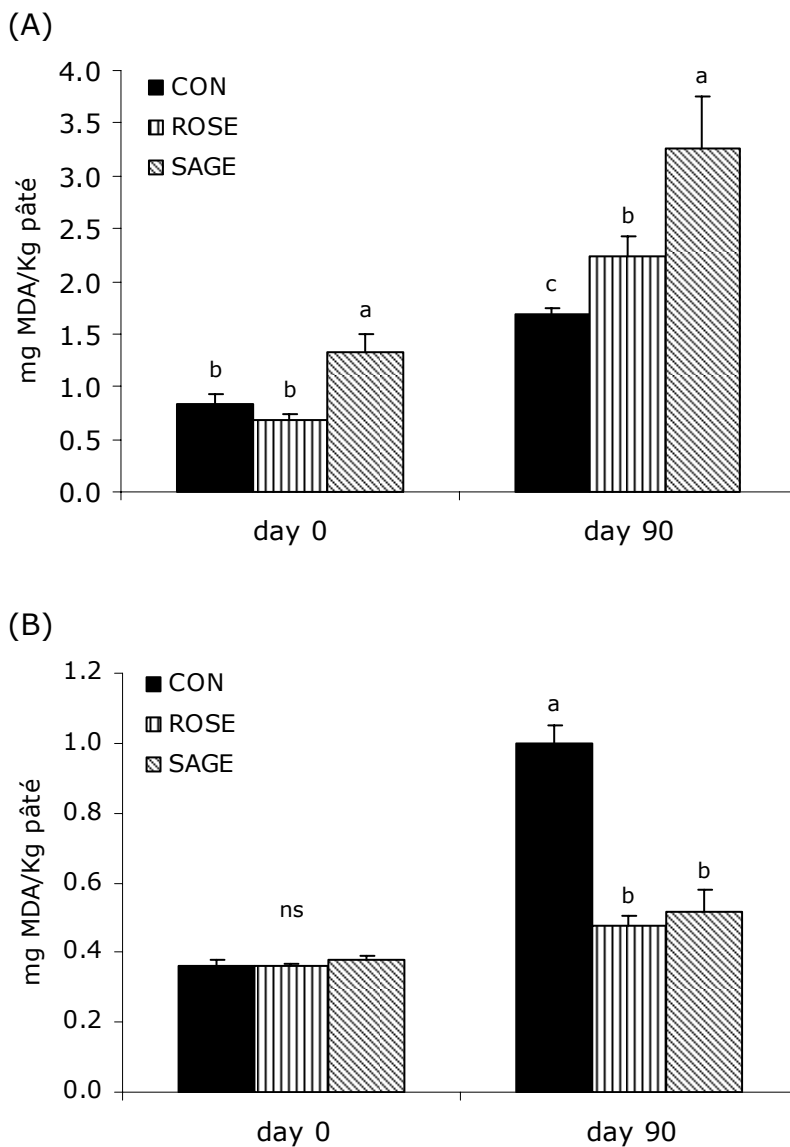 (A)
4.0
3.5
3.0
2.5
2.0
1.5
1.0
0.5
0.0
mg MDA/Kg pâté
CON
ROSE
SAGE
b
b
a
c
b
a
day 0
day 90
(B)
1.2
1.0
0.8
0.6
0.4
0.2
0.0
mg MDA/Kg pâté
CON
ROSE
SAGE
ns
a
b
b
day 0
day 90